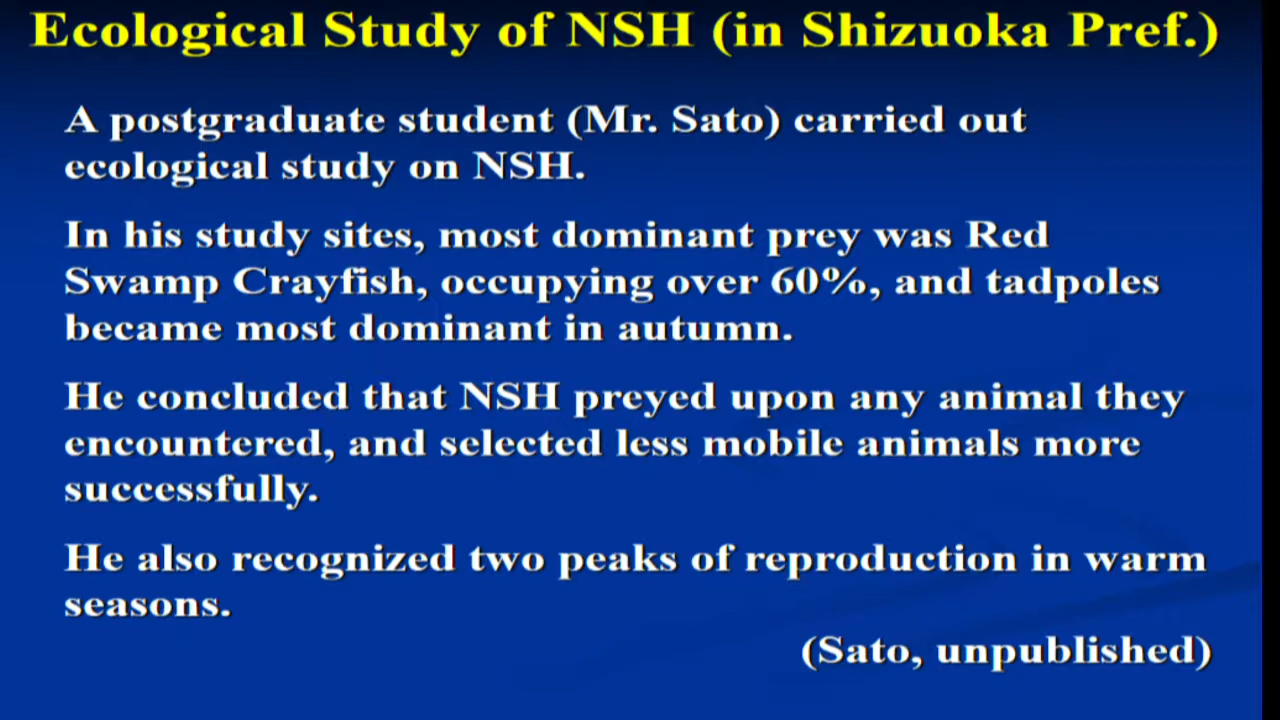 Ecological Study of NSH (in Shizuoka Pref.)
A postgraduate student (Mr. Sato) carried out
ecological study on NSH.
In his study sites, most dominant prey was Red
Swamp Crayfish, occupying over 60%, and tadpoles
became most dominant in autumn.
He concluded that NSH preyed upon any animal they
encountered, and selected less mobile animals more
successfully.
He also recognized two peaks of reproduction in warm
seasons.
(Sato, unpublished)